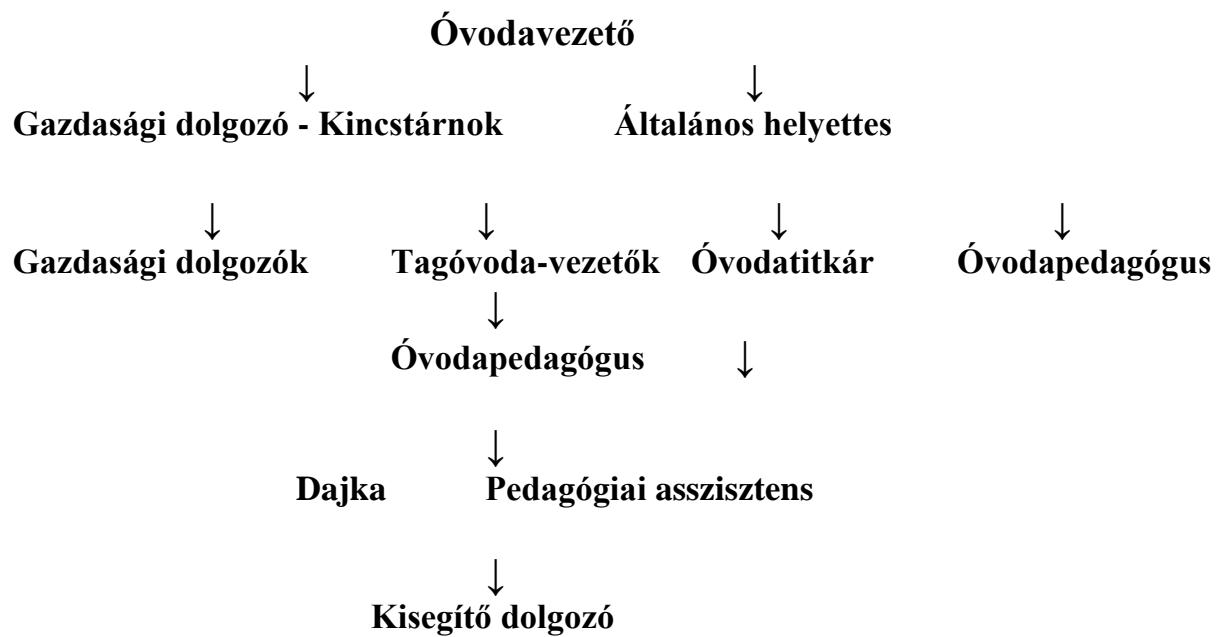 Óvodavezető
↓ ↓
Gazdasági dolgozó - Kincstárnok Általános helyettes
↓ ↓ ↓ ↓
Gazdasági dolgozók Tagóvoda-vezetők Óvodatitkár Óvodapedagógus
↓
Óvodapedagógus ↓
↓
Dajka Pedagógiai asszisztens
↓
Kisegítő dolgozó